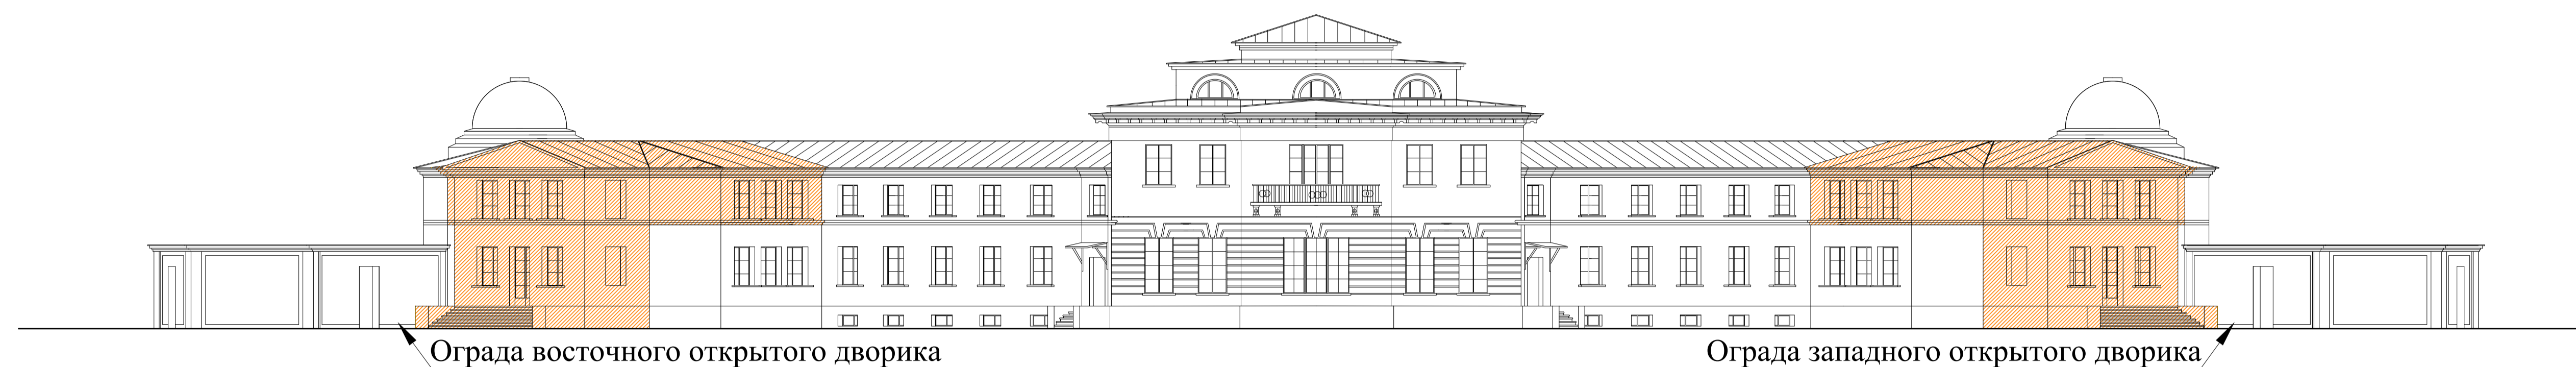 Ограда восточного открытого дворика
Ограда западного открытого дворика